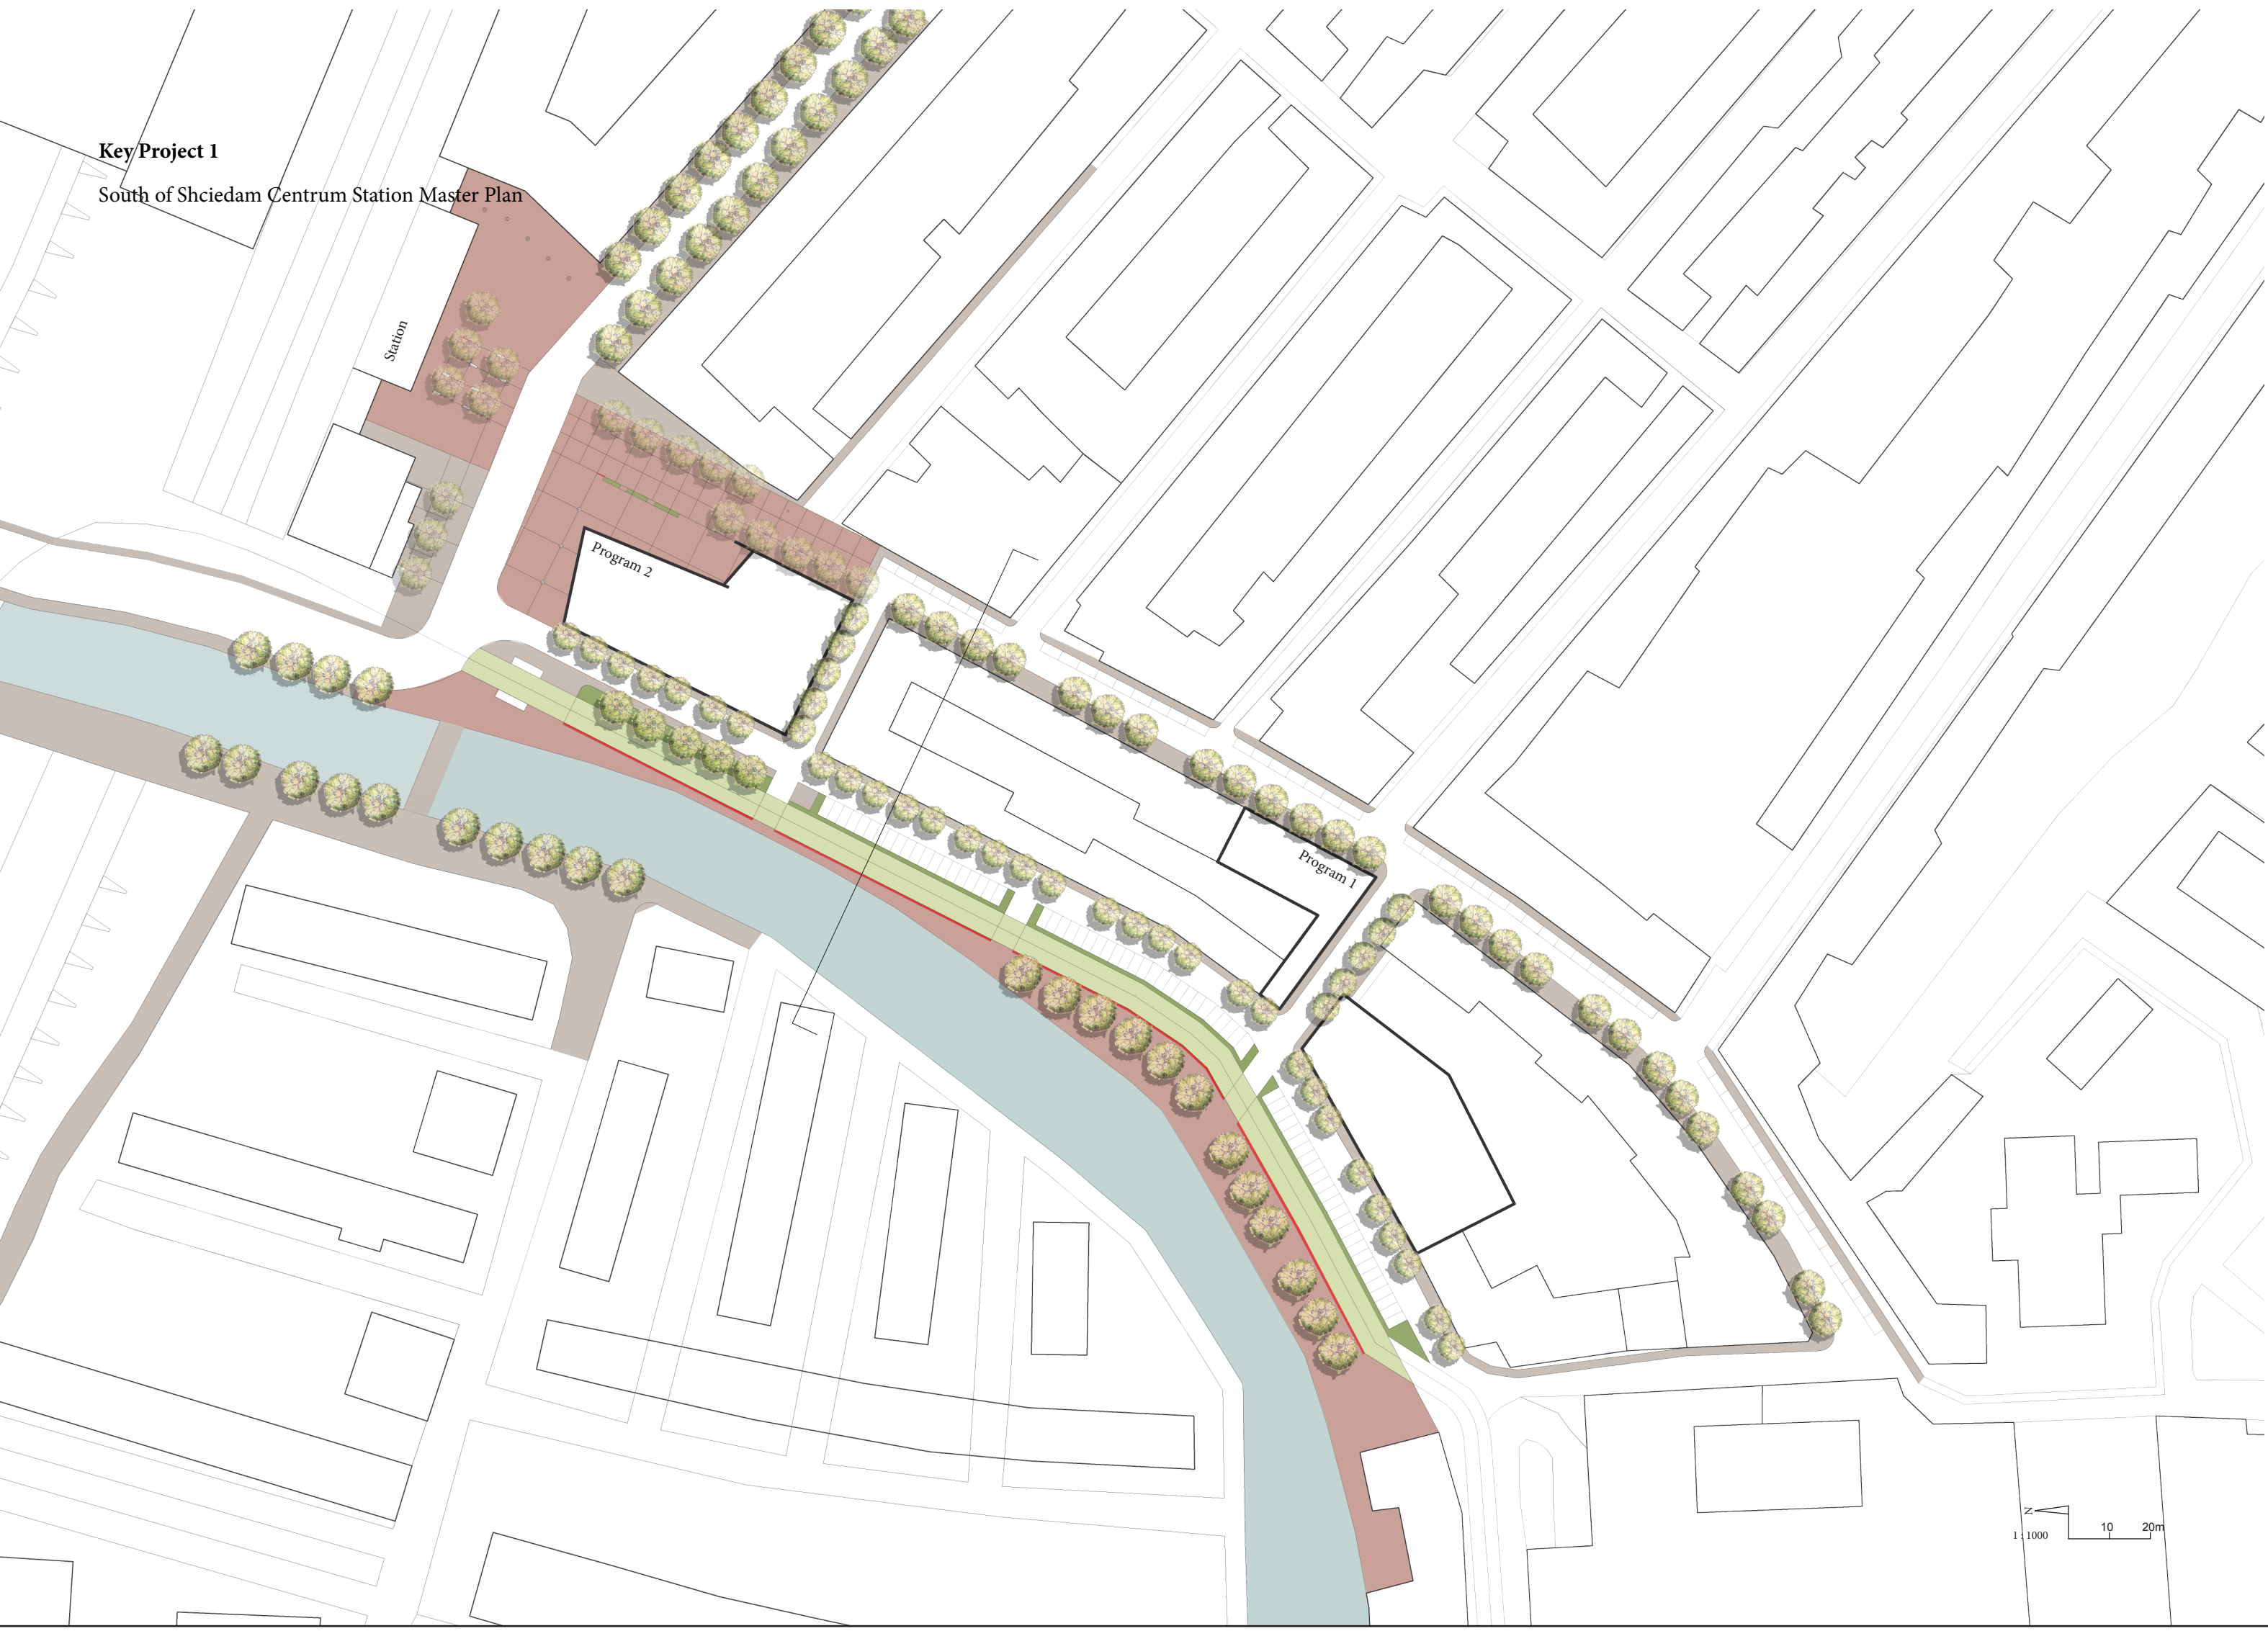 Key Project 1
South of Shciedam Centrum Station Master Plan
Station
Program 2
Program 1
N
1 : 1000
10 20m